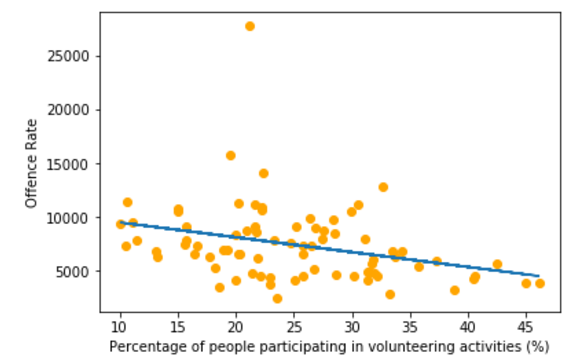 25000
20000
15000
10000
5000
Offence Rate
10 15 20 25 30 35 40 45
Percentage of people participating in volunteering activities (%)